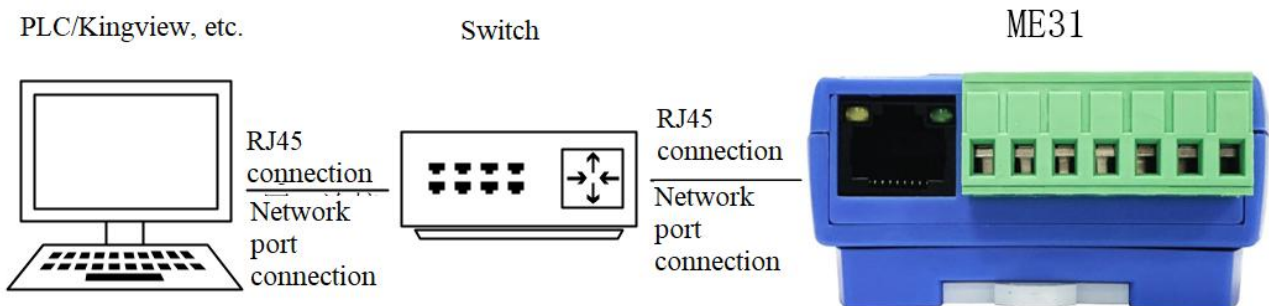 PLC/Kingview, etc.
Switch
ME31
RJ45
connection
Network
port
connection
RJ45
connection
Network
port
connection